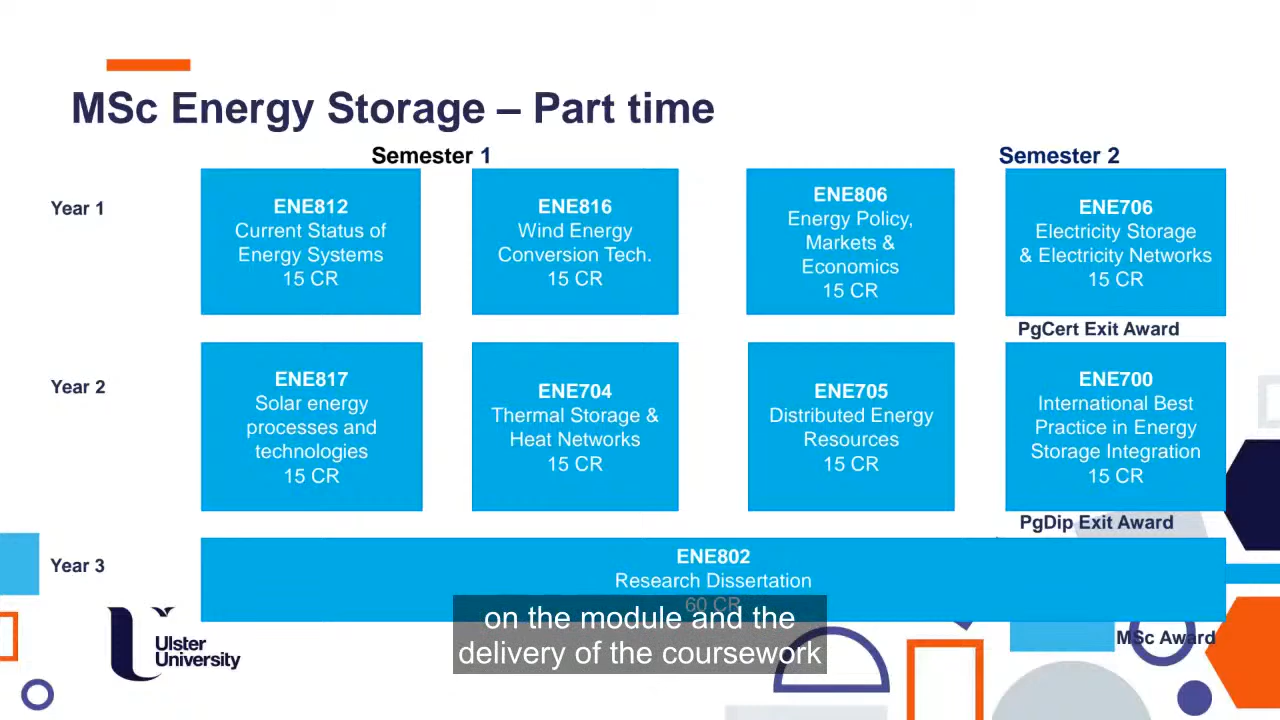 MSc Energy Storage – Part time
Semester 1
Semester 2
Year 1
ENE812
Current Status of
Energy Systems
15 CR
ENE816
Wind Energy
Conversion Tech.
15 CR
ENE806
Energy Policy,
Markets &
Economics
15 CR
ENE706
Electricity Storage
& Electricity Networks
15 CR
PgCert Exit Award
Year 2
ENE817
Solar energy
processes and
technologies
15 CR
ENE704
Thermal Storage &
Heat Networks
15 CR
ENE705
Distributed Energy
Resources
15 CR
ENE700
International Best
Practice in Energy
Storage Integration
15 CR
PgDip Exit Award
Year 3
ENE802
Research Dissertation
60 CR
MSc Award
Ulster
University
on the module and the
delivery of the coursework